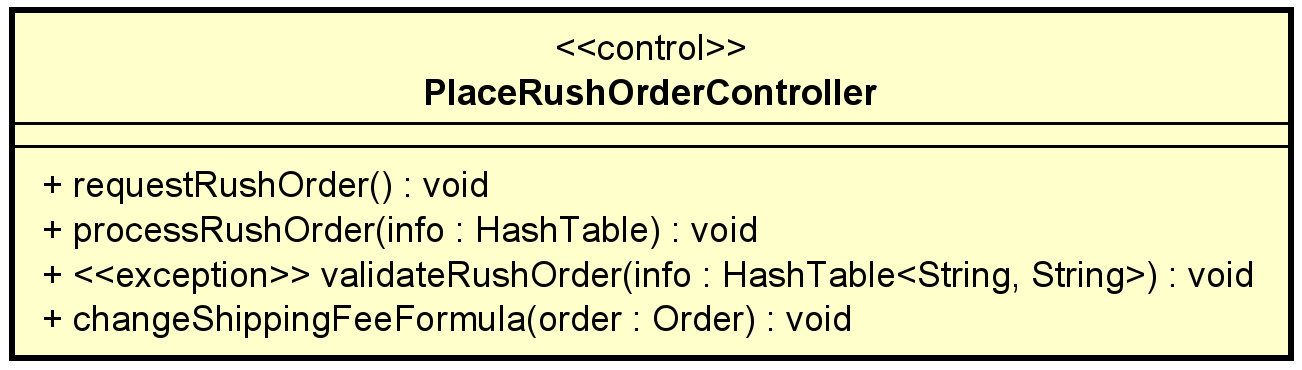 <<control>>
PlaceRushOrderController
+ requestRushOrder() : void
+ processRushOrder(info : HashTable) : void
+ <<exception>> validateRushOrder(info : HashTable<String, String>) : void
+ changeShippingFeeFormula(order : Order) : void